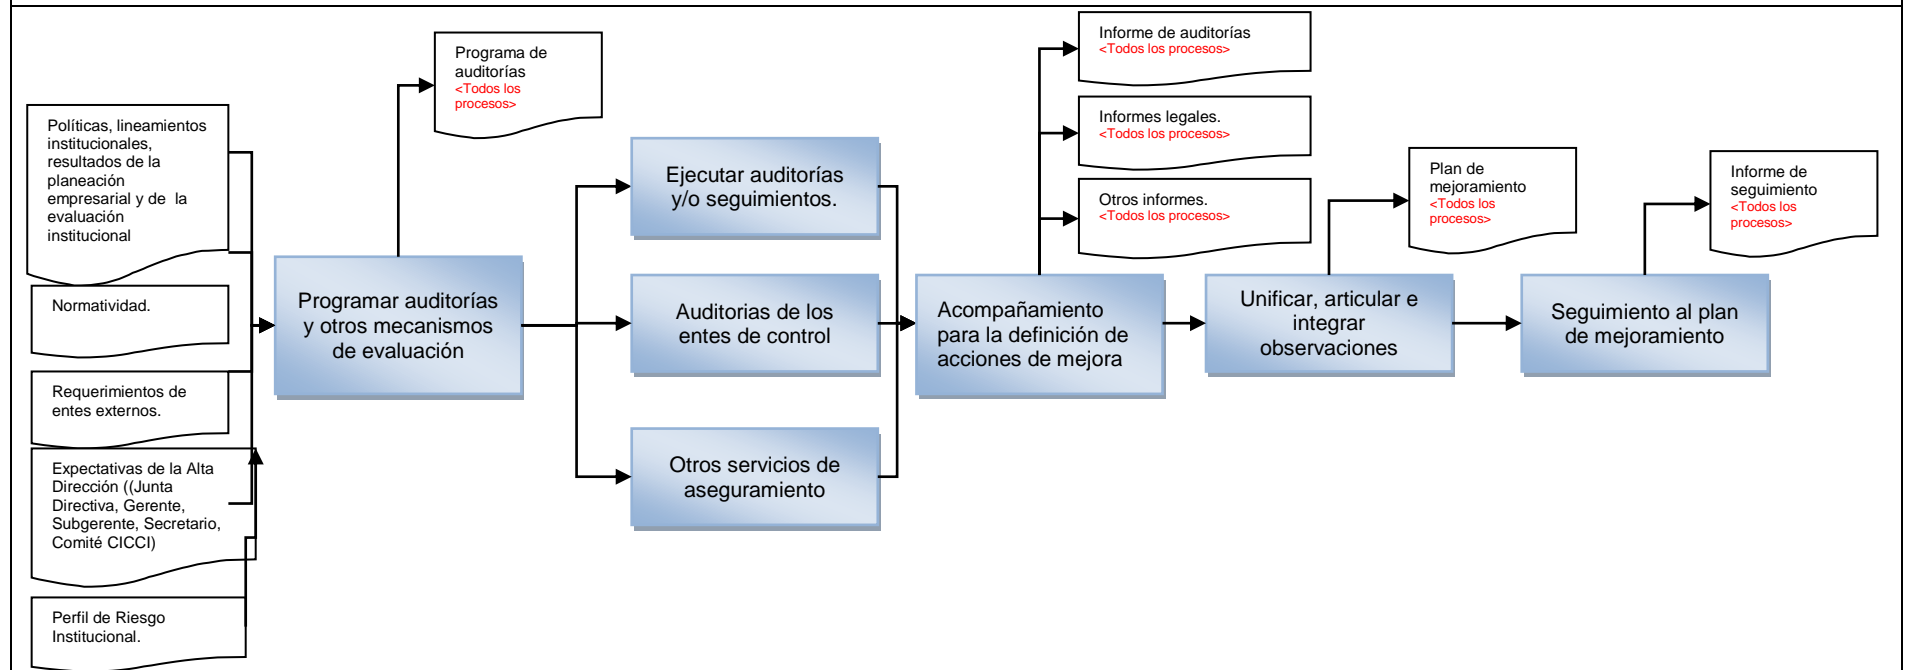 Políticas, lineamientos
institucionales,
resultados de la
planeación
empresarial y de  la
evaluación
institucional
Normatividad.
Requerimientos de
entes externos.
Expectativas de la Alta
Dirección ((Junta
Directiva, Gerente,
Subgerente, Secretario,
Comité CICCI)
Perfil de Riesgo
Institucional.
Programa de
auditorías
<Todos los
procesos>
Programar auditorías
y otros mecanismos
de evaluación
Ejecutar auditorías
y/o seguimientos.
Auditorias de los
entes de control
Otros servicios de
aseguramiento
Informe de auditorías
<Todos los procesos>
Informes legales.
<Todos los procesos>
Otros informes.
<Todos los procesos>
Acompañamiento
para la definición de
acciones de mejora
Plan de
mejoramiento
<Todos los
procesos>
Unificar, articular e
integrar
observaciones
Informe de
seguimiento
<Todos los
procesos>
Seguimiento al plan
de mejoramiento